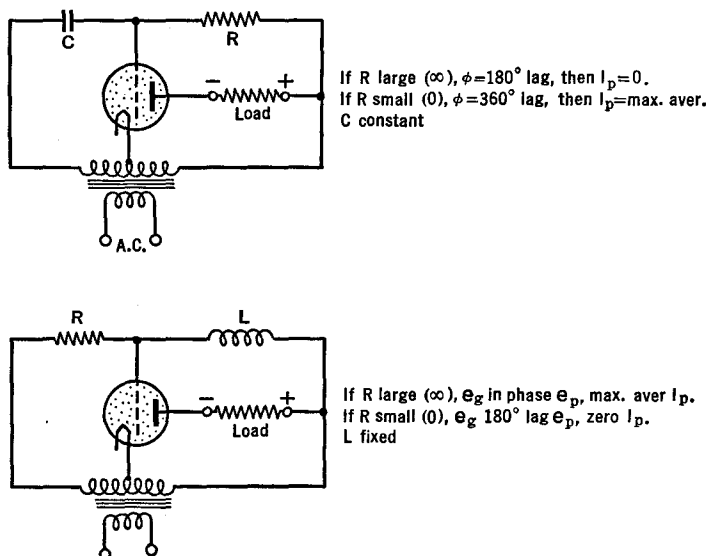 C
R
− +
Load
A.C.
If R large (∞), ϕ=180° lag, then Ip=0.
If R small (0), ϕ=360° lag, then Ip=max. aver.
C constant
R
L
− +
Load
If R large (∞), eg in phase ep, max. aver Ip.
If R small (0), eg 180° lag ep, zero Ip.
L fixed